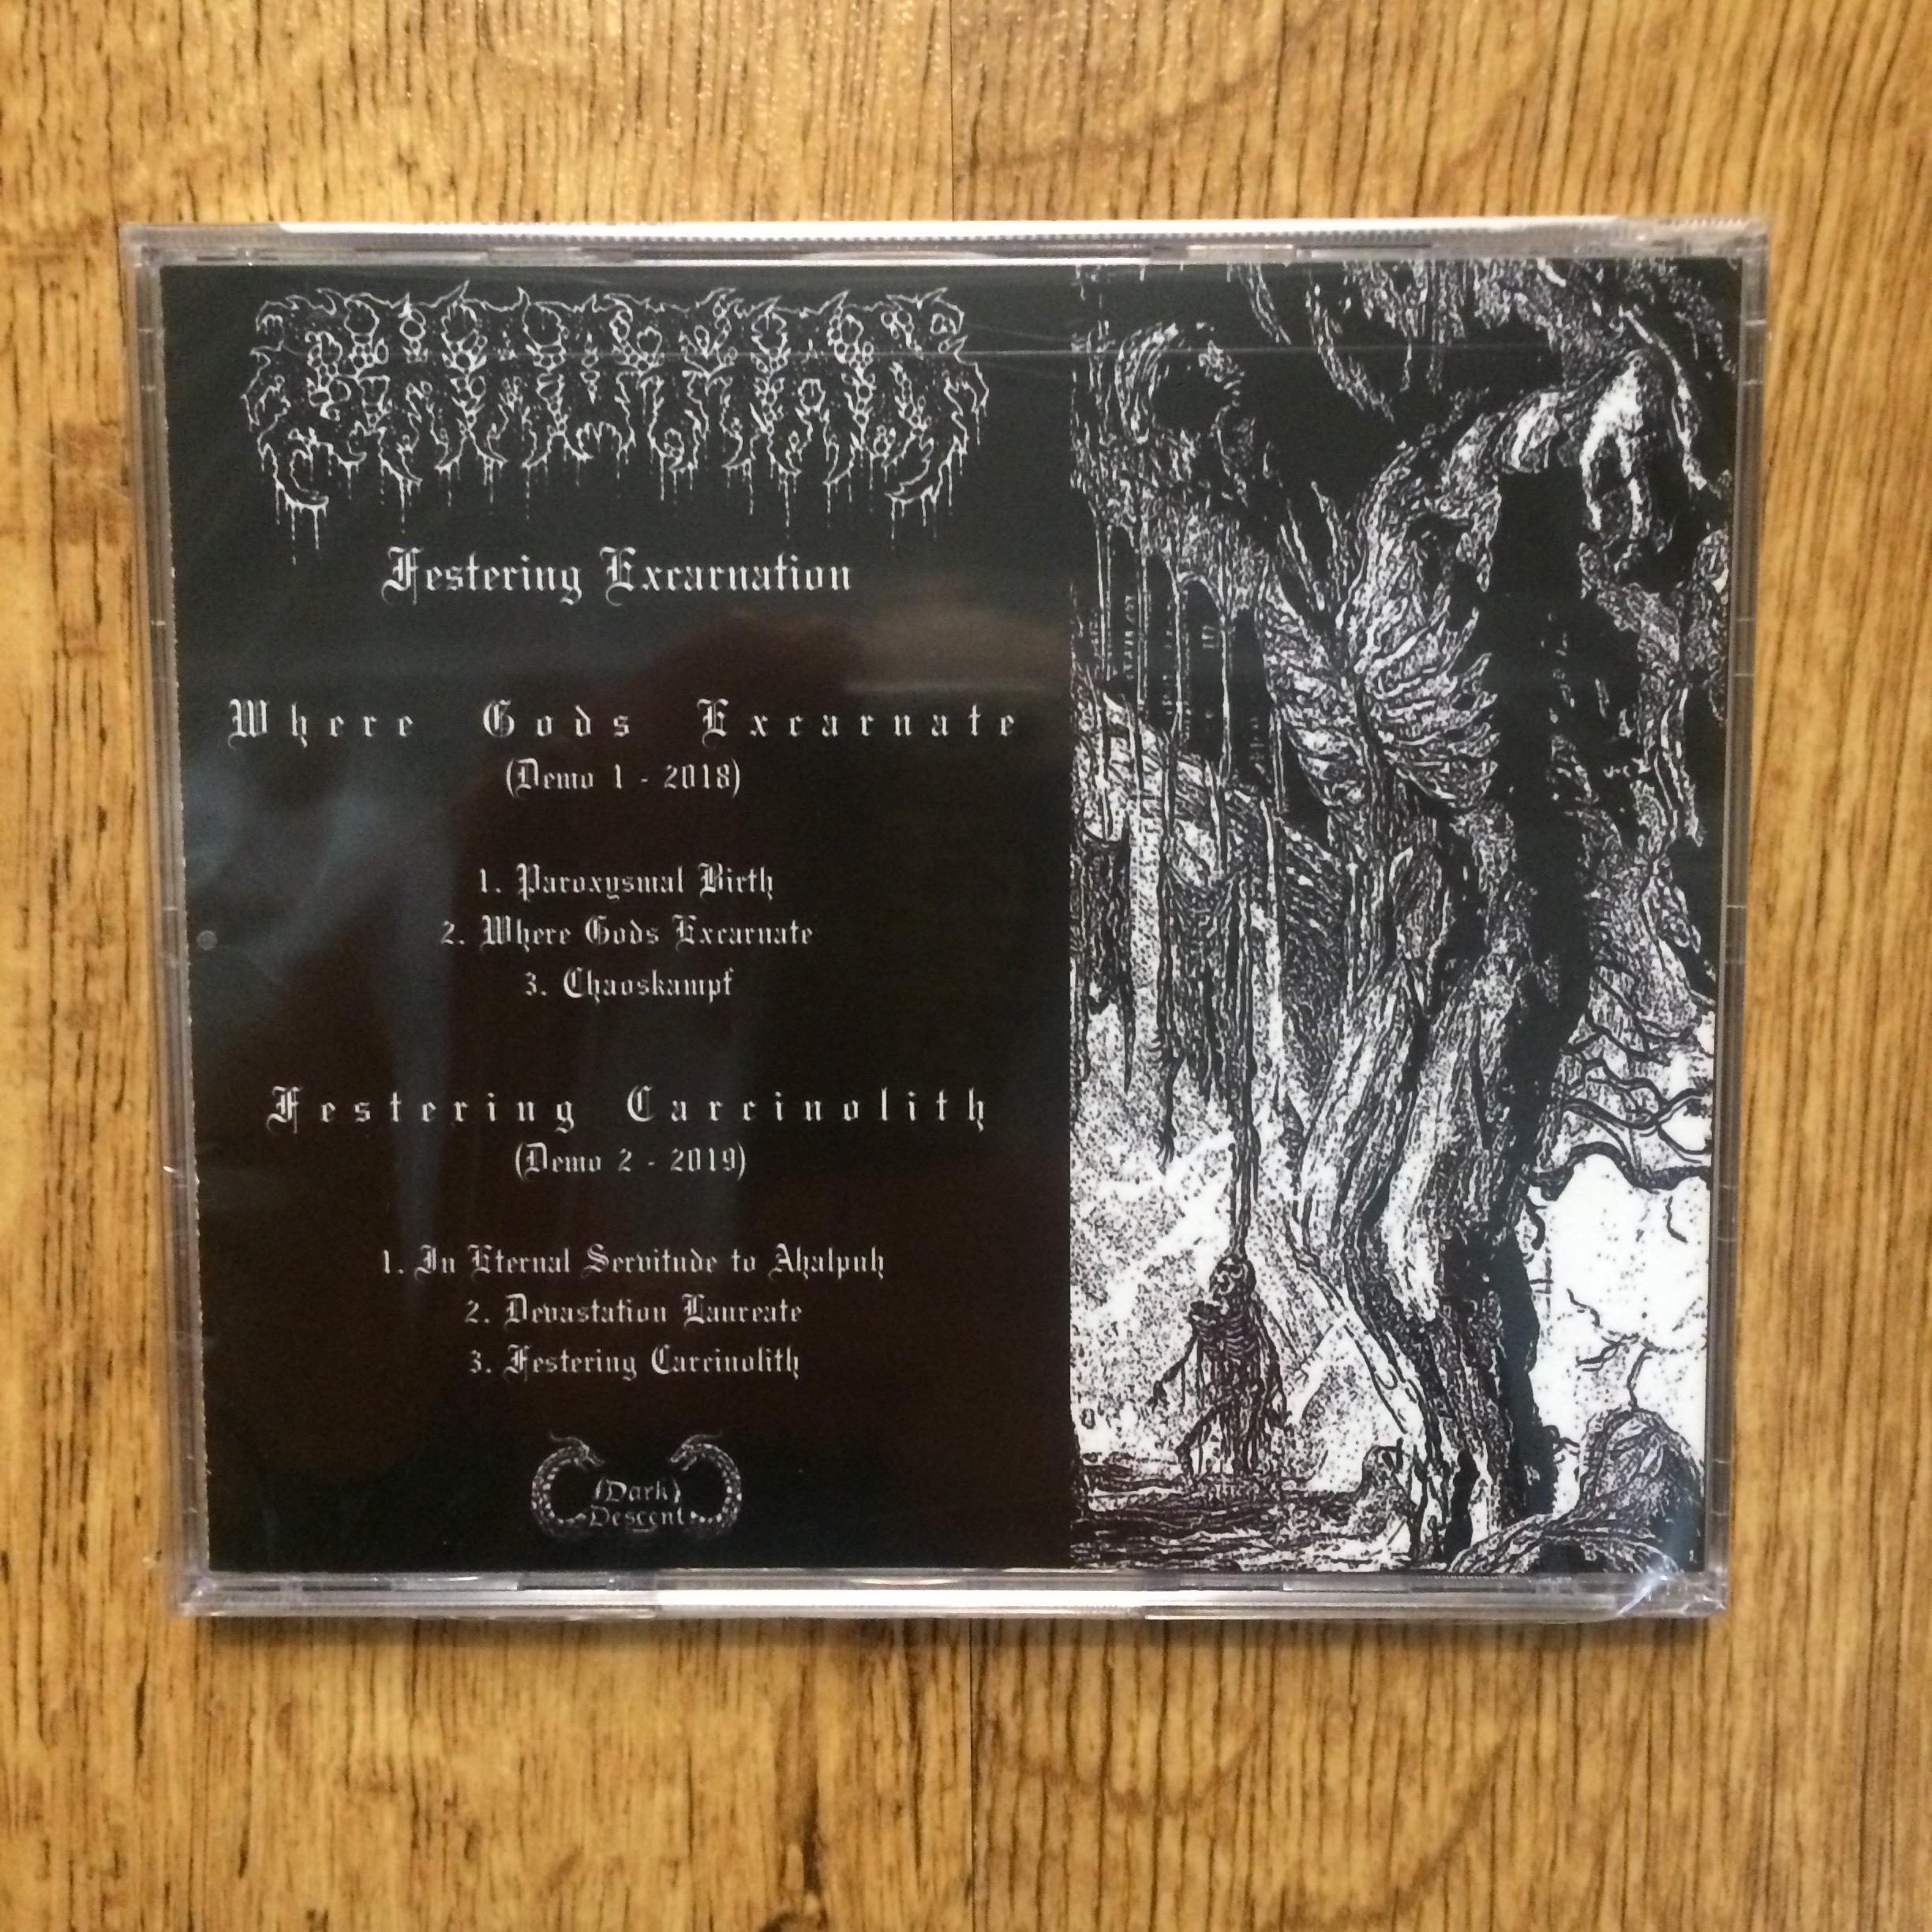 Festering Excarnation
Where Gods Excarnate
(Demo 1 - 2018)
1. Paroxysmal Birth
2. Where Gods Excarnate
3. Chaoskampf
Festering Carcinolith
(Demo 2 - 2019)
1. In Eternal Servitude to Ahalpuh
2. Devastation Laureate
3. Festering Carcinolith
Dark
Descent